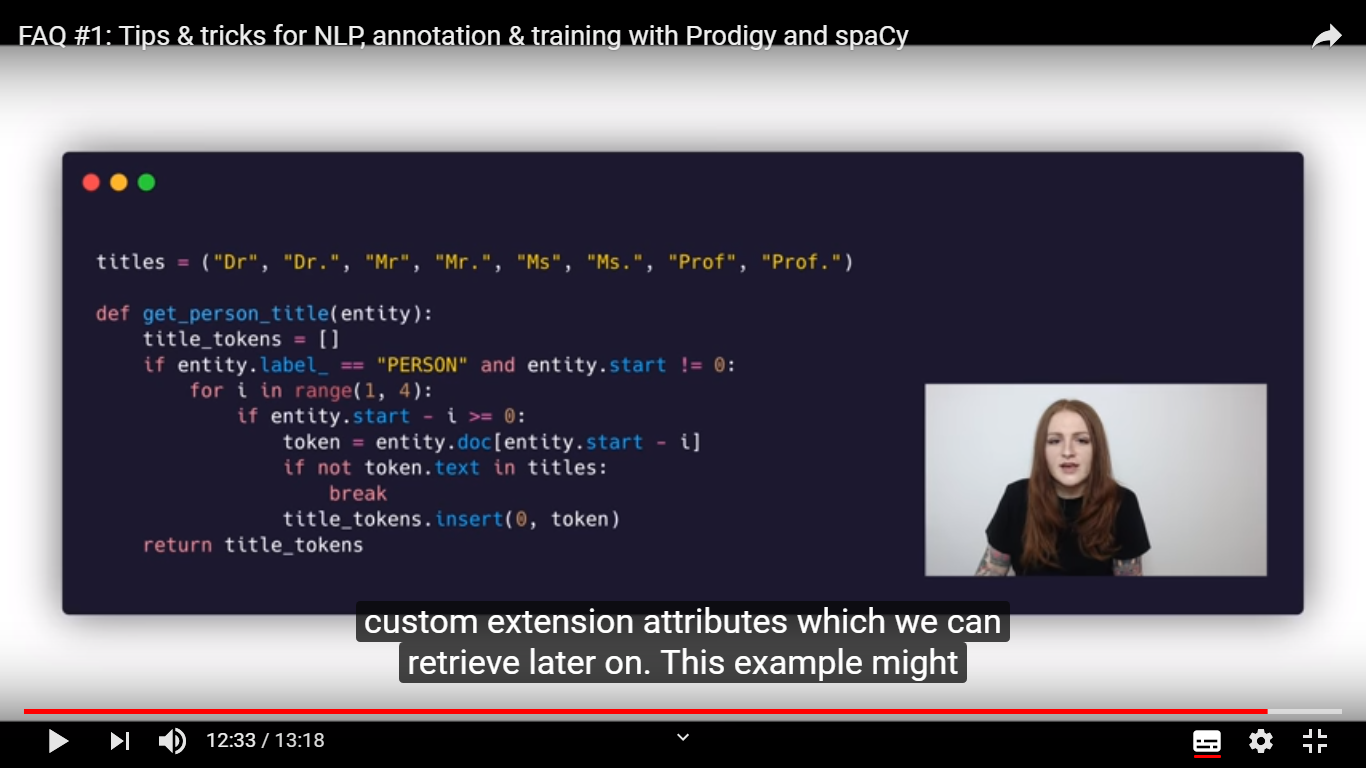 FAQ #1: Tips & tricks for NLP, annotation & training with Prodigy and spaCy
titles = ("Dr", "Dr.", "Mr", "Mr.", "Ms", "Ms.", "Prof", "Prof.")
def get_person_title(entity):
    title_tokens = []
    if entity.label_ == "PERSON" and entity.start != 0:
        for i in range(1, 4):
            if entity.start - i >= 0:
                token = entity.doc[entity.start - i]
                if not token.text in titles:
                    break
                title_tokens.insert(0, token)
    return title_tokens
custom extension attributes which we can
retrieve later on. This example might
12:33 / 13:18